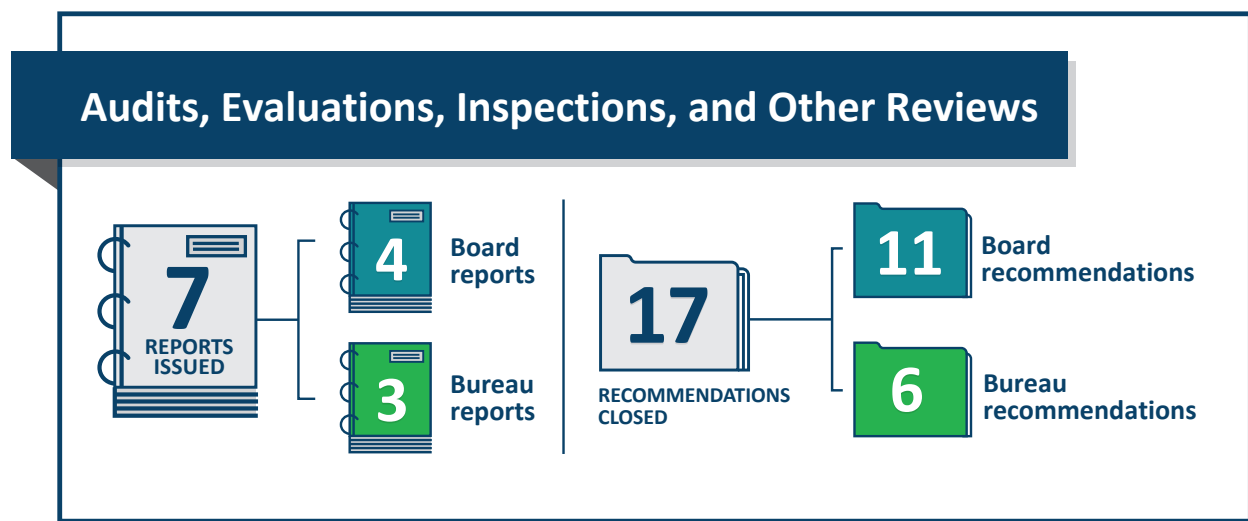 Audits, Evaluations, Inspections, and Other Reviews
7
REPORTS
ISSUED
4
Board
reports
3
Bureau
reports
17
RECOMMENDATIONS
CLOSED
11
Board
recommendations
6
Bureau
recommendations